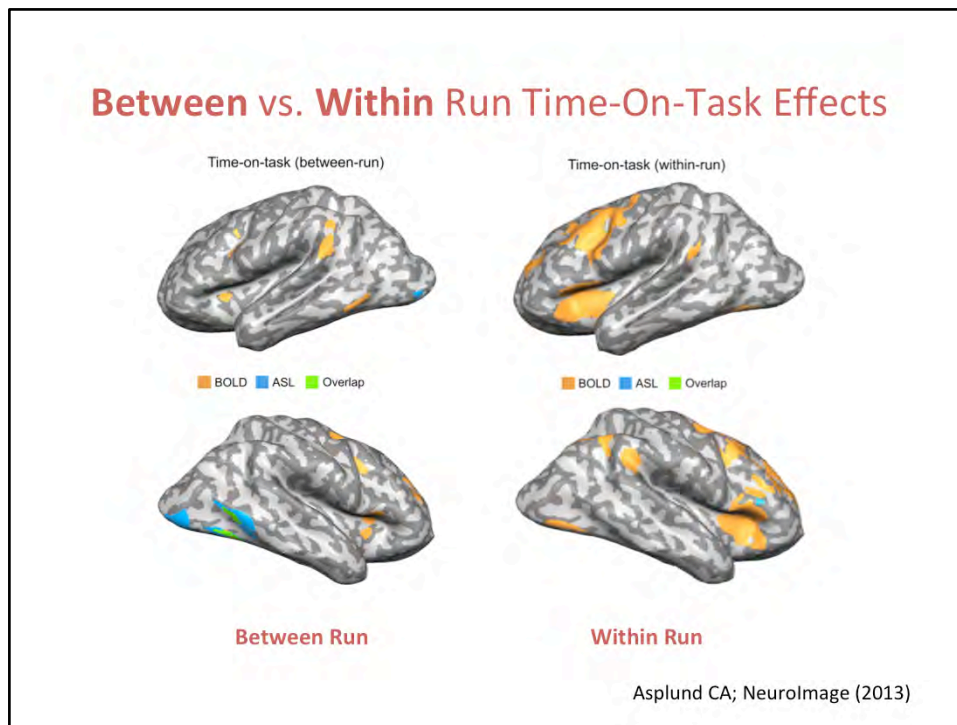 Between vs. Within Run Time-On-Task Effects
Time-on-task (between-run)
Time-on-task (within-run)
BOLD ASL Overlap
BOLD ASL Overlap
Between Run
Within Run
Asplund CA; NeuroImage (2013)